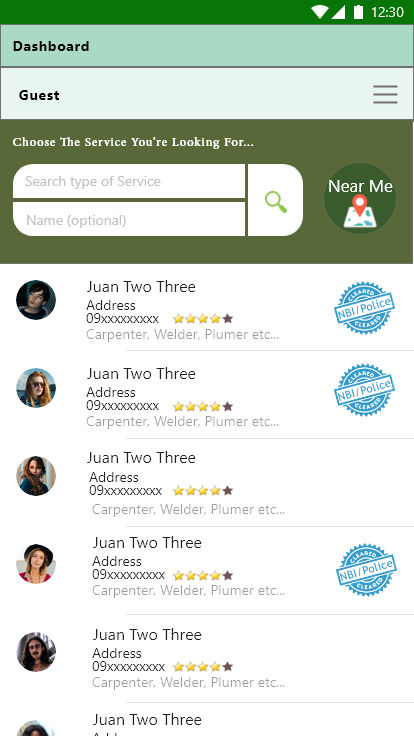 12:30
Dashboard
Guest
Choose The Service You're Looking For...
Search type of Service
Name (optional)
Near Me
Juan Two Three
Address
09xxxxxxxxx
Carpenter, Welder, Plumer etc...
CLEARED
NBI/Police
CLEARED
Juan Two Three
Address
09xxxxxxxxx
Carpenter, Welder, Plumer etc...
CLEARED
NBI/Police
CLEARED
Juan Two Three
Address
09xxxxxxxxx
Carpenter, Welder, Plumer etc...
Juan Two Three
Address
09xxxxxxxxx
Carpenter, Welder, Plumer etc...
CLEARED
NBI/Police
CLEARED
Juan Two Three
Address
09xxxxxxxxx
Carpenter, Welder, Plumer etc...
Juan Two Three
Address